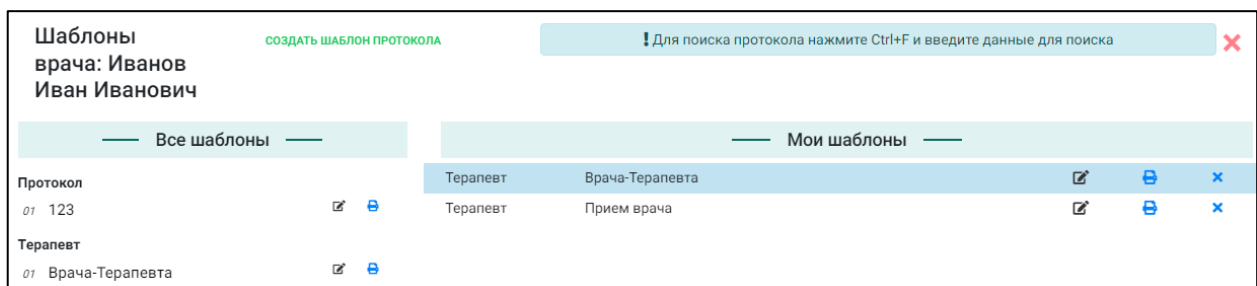 Шаблоны
врача: Иванов
Иван Иванович
СОЗДАТЬ ШАБЛОН ПРОТОКОЛА
! Для поиска протокола нажмите Ctrl+F и введите данные для поиска
Все шаблоны
Протокол
01 123
Терапевт
01 Врача-Терапевта
Мои шаблоны
Терапевт Врача-Терапевта
Терапевт Прием врача